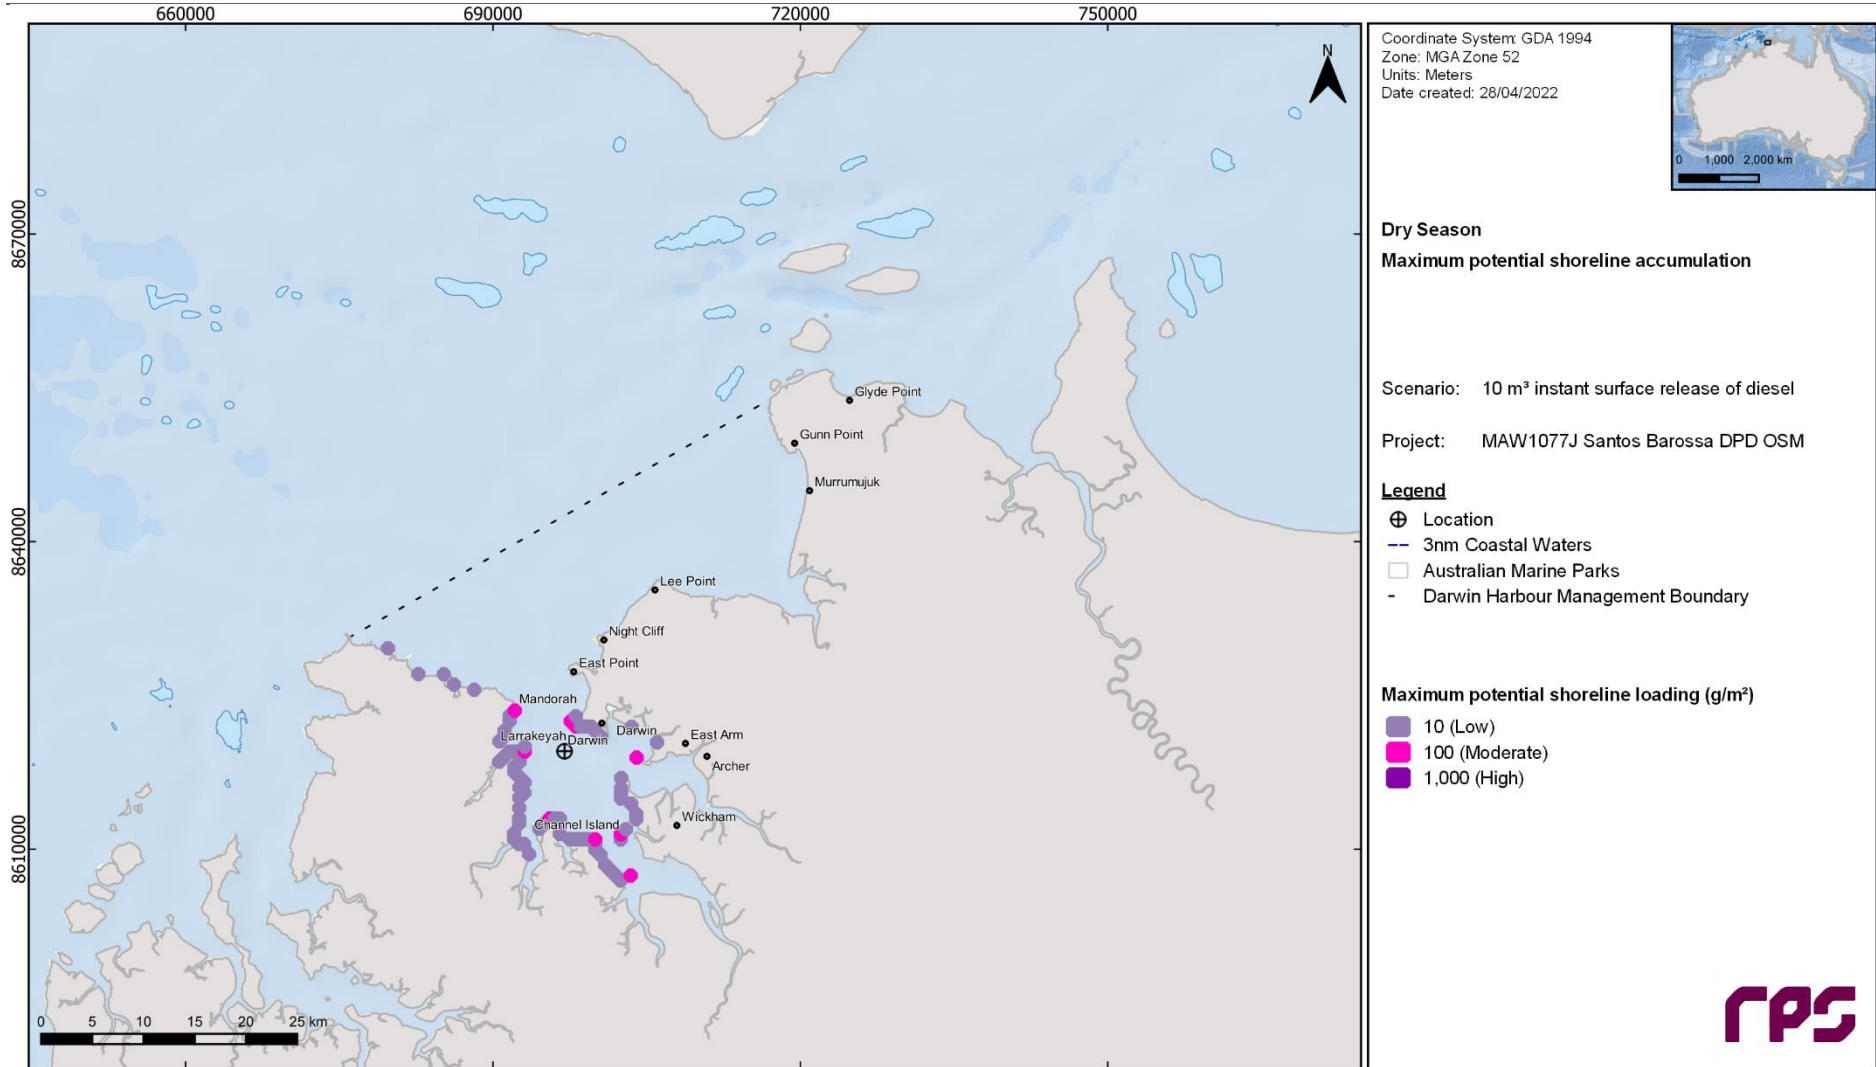 660000
690000
720000
750000
8670000
8640000
8610000
N
Glyde Point
Gunn Point
Murrumujuk
Lee Point
Night Cliff
East Point
Mandorah
Larrakeyah
Darwin
Darwin
East Arm
Archer
Channel Island
Wickham
0 5 10 15 20 25 km
Coordinate System: GDA 1994
Zone: MGA Zone 52
Units: Meters
Date created: 28/04/2022
0 1,000 2,000 km
Dry Season
Maximum potential shoreline accumulation
Scenario: 10 m³ instant surface release of diesel
Project: MAW1077J Santos Barossa DPD OSM
Legend
Location
3nm Coastal Waters
Australian Marine Parks
Darwin Harbour Management Boundary
Maximum potential shoreline loading (g/m²)
10 (Low)
100 (Moderate)
1,000 (High)
rps